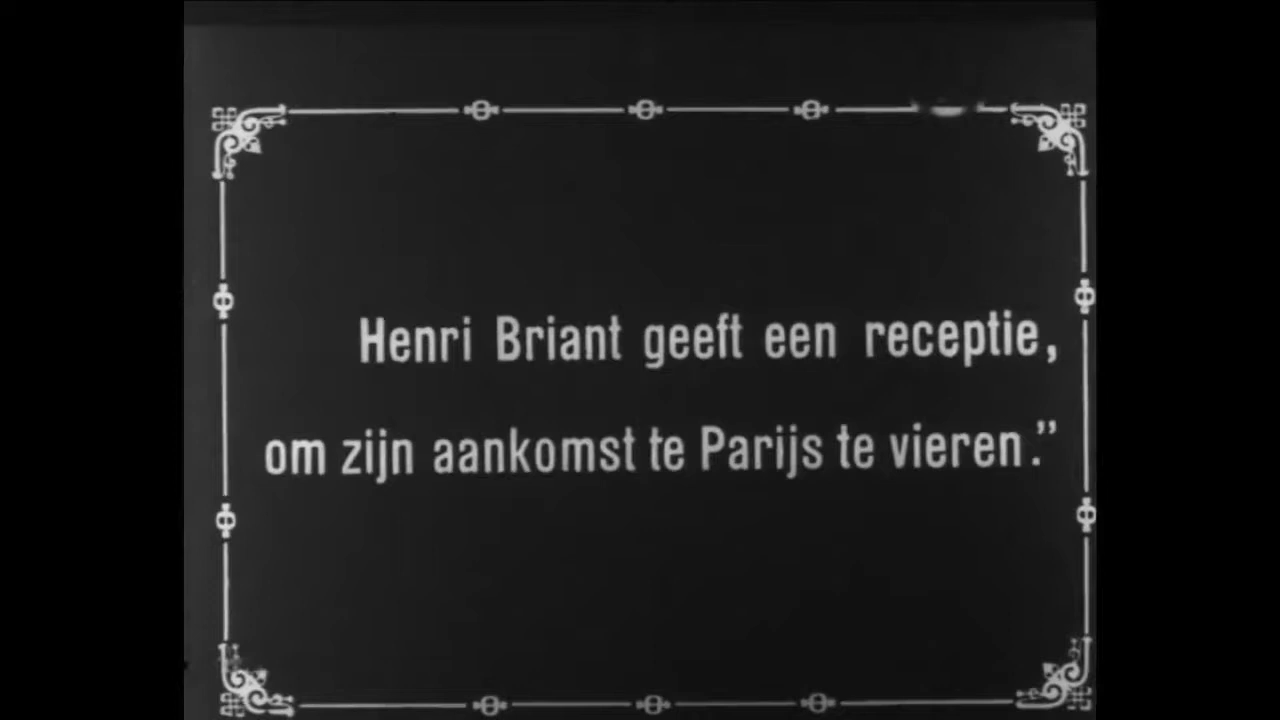 Henri Briant geeft een receptie,
om zijn aankomst te Parijs te vieren.”